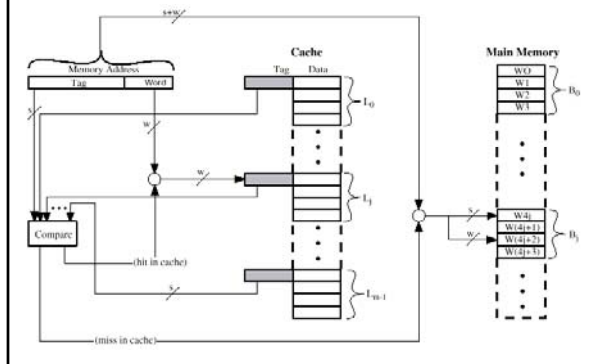 s+w
Cache
Main Memory
Memory Address
Tag Data
Tag Word
W0
W1
W2
W3
B0
L0
s
w
w
Lj
s
W4j
W(4j+1)
w
W(4j+2)
W(4j+3)
Bj
Compare
(hit in cache)
s
Lm-1
(miss in cache)